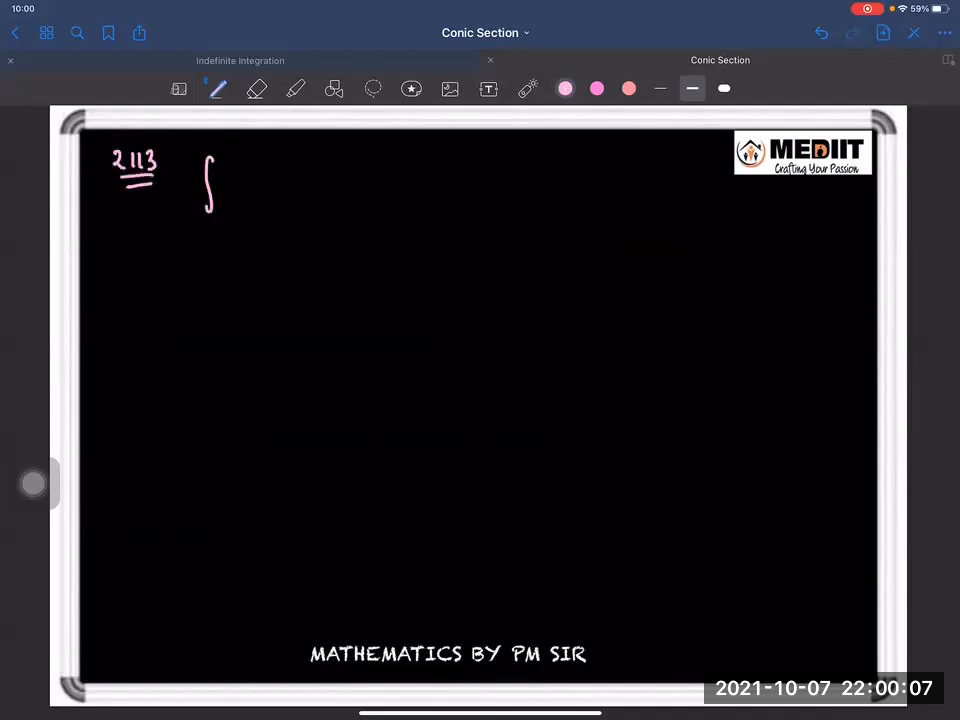 10:00
59%
Conic Section
Indefinite Integration
Conic Section
T
2113 ∫
MEDIIT
Crafting Your Passion
MATHEMATICS BY PM SIR
2021-10-07 22:00:07